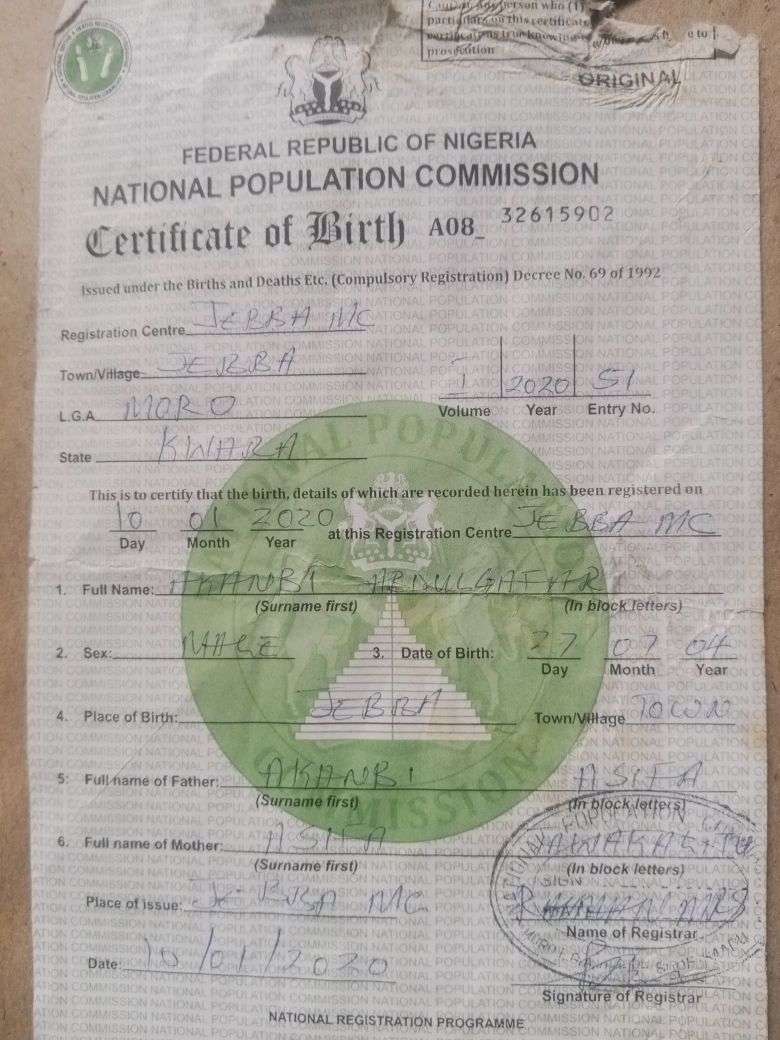 particulars on this certificate
prosecution
ORIGINAL
FEDERAL REPUBLIC OF NIGERIA
NATIONAL POPULATION COMMISSION
Certificate of Birth A08_ 32615902
Issued under the Births and Deaths Etc. (Compulsory Registration) Decree No. 69 of 1992
Registration Centre JEBBA MC
Town/Village JEBBA
I 2020 51
L.G.A MORO
Volume Year Entry No.
State KWARA
This is to certify that the birth, details of which are recorded herein has been registered on
10 01 2020 at this Registration Centre JEBBA MC
Day Month Year
1. Full Name: AKANBI ABDULGAFAR
(Surname first) (In block letters)
2. Sex: MALE 3. Date of Birth: 27 07 04
Day Month Year
4. Place of Birth: JEBBA Town/Village TOWN
5: Full name of Father: AKANBI ASIFA
(Surname first) (In block letters)
6. Full name of Mother: ASIFA
(Surname first) (In block letters)
Place of issue: JEBBA MC
Name of Registrar
Date: 10/01/2020
Signature of Registrar
NATIONAL REGISTRATION PROGRAMME